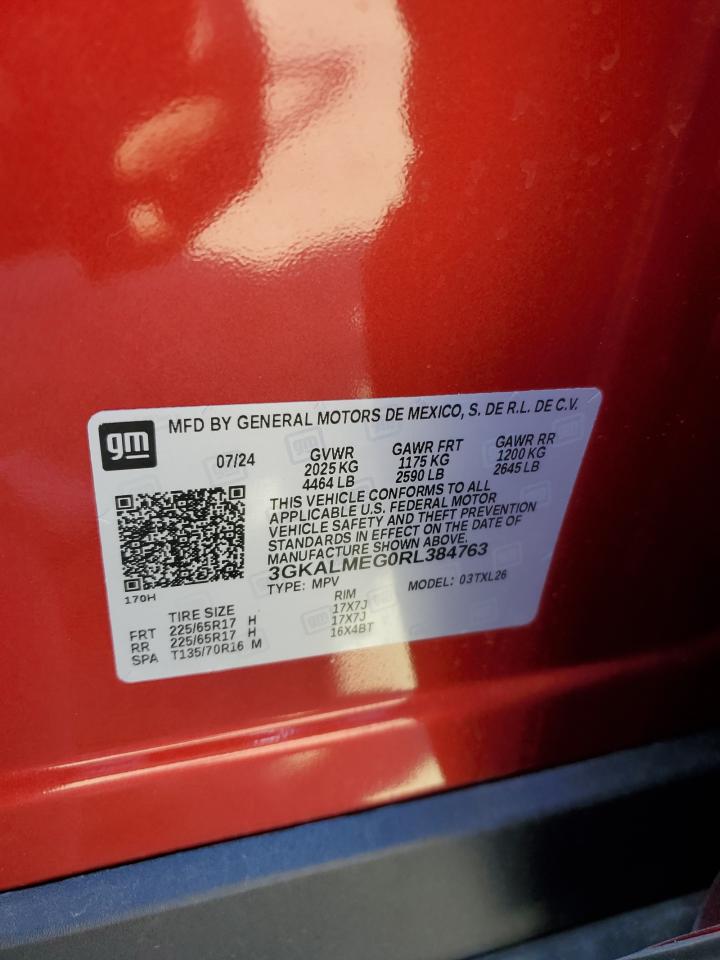 gm
MFD BY GENERAL MOTORS DE MEXICO, S. DE R.L. DE C.V.
07/24
GVWR GAWR FRT GAWR RR
2025 KG 1175 KG 1200 KG
4464 LB 2590 LB 2645 LB
THIS VEHICLE CONFORMS TO ALL
APPLICABLE U.S. FEDERAL MOTOR
VEHICLE SAFETY AND THEFT PREVENTION
STANDARDS IN EFFECT ON THE DATE OF
MANUFACTURE SHOWN ABOVE.
3GKALMEG0RL384763
TYPE: MPV MODEL: 03TXL26
170H
TIRE SIZE RIM
FRT 225/65R17 H 17X7J
RR 225/65R17 H 17X7J
SPA T135/70R16 M 16X4BT